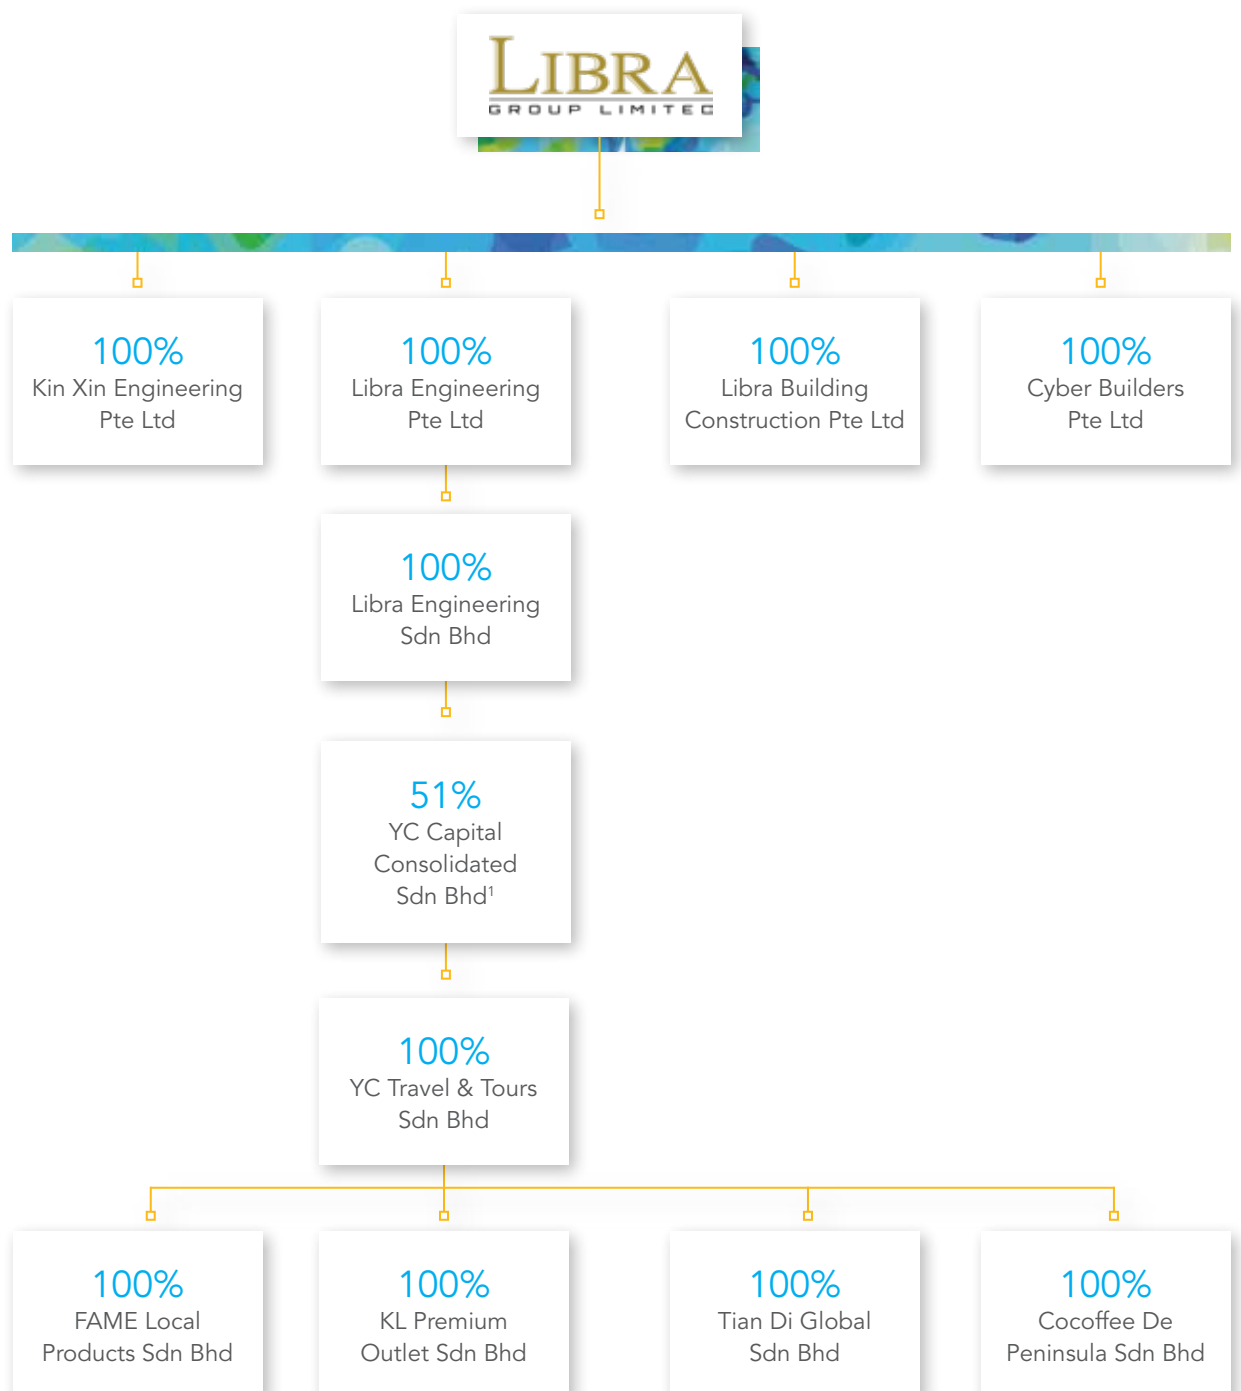 LIBRA
GROUP LIMITED
100%
Kin Xin Engineering
Pte Ltd
100%
Libra Engineering
Pte Ltd
100%
Libra Building
Construction Pte Ltd
100%
Cyber Builders
Pte Ltd
100%
Libra Engineering
Sdn Bhd
51%
YC Capital
Consolidated
Sdn Bhd¹
100%
YC Travel & Tours
Sdn Bhd
100%
FAME Local
Products Sdn Bhd
100%
KL Premium
Outlet Sdn Bhd
100%
Tian Di Global
Sdn Bhd
100%
Cocoffee De
Peninsula Sdn Bhd